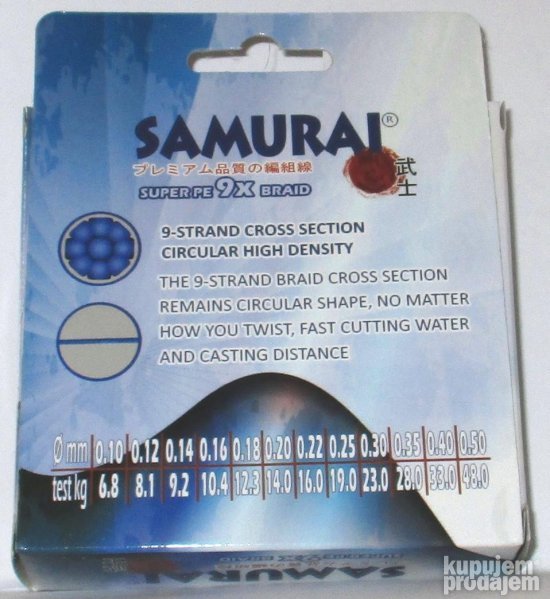 SAMURAI®
プレミアム品質の編組線
武士
SUPER PE 9X BRAID
9-STRAND CROSS SECTION
CIRCULAR HIGH DENSITY
THE 9-STRAND BRAID CROSS SECTION
REMAINS CIRCULAR SHAPE, NO MATTER
HOW YOU TWIST, FAST CUTTING WATER
AND CASTING DISTANCE
Ø mm 0.10 0.12 0.14 0.16 0.18 0.20 0.22 0.25 0.30 0.35 0.40 0.50
test kg 6.8 8.1 9.2 10.4 12.3 14.0 16.0 19.0 23.0 28.0 33.0 48.0
SUPER PE 9X BRAID
SAMURAI
kupujem
prodajem